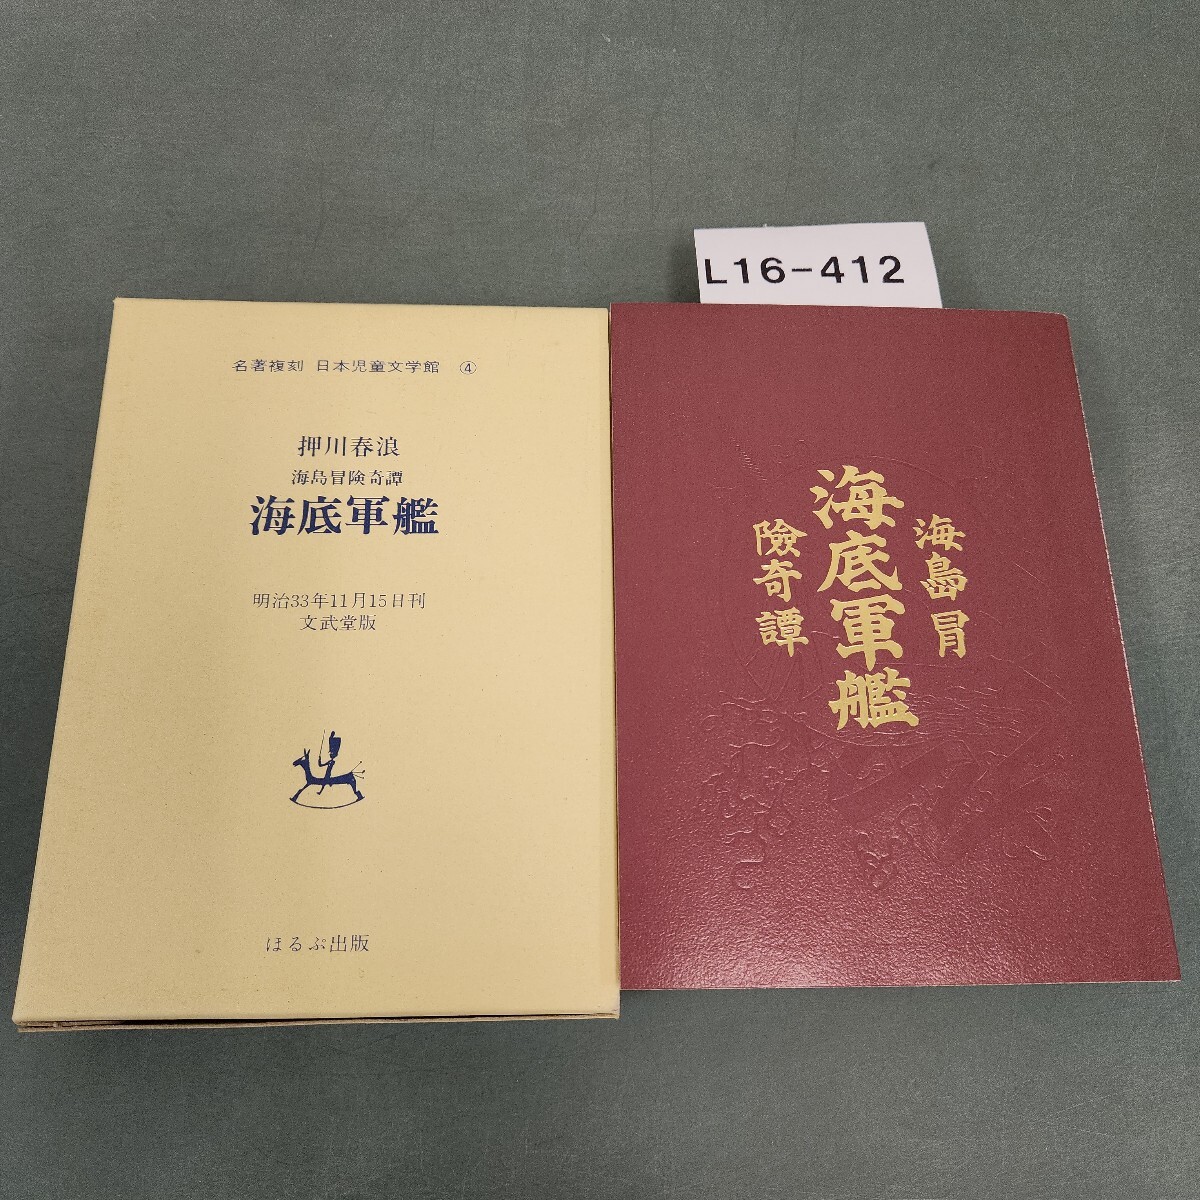 L16-412
名著複刻 日本児童文学館 ④
押川春浪
海島冒険奇譚
海底軍艦
明治33年11月15日刊
文武堂版
ほるぷ出版
海島冒
海底軍艦
險奇譚